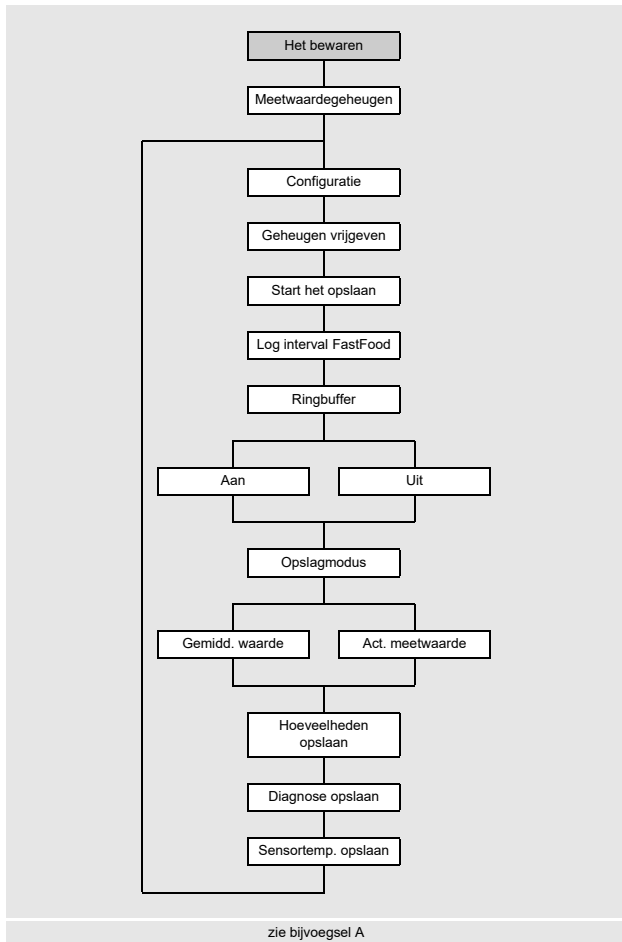 Het bewaren
Meetwaardegeheugen
Configuratie
Geheugen vrijgeven
Start het opslaan
Log interval FastFood
Ringbuffer
Aan
Uit
Opslagmodus
Gemidd. waarde
Act. meetwaarde
Hoeveelheden
opslaan
Diagnose opslaan
Sensortemp. opslaan
zie bijvoegsel A